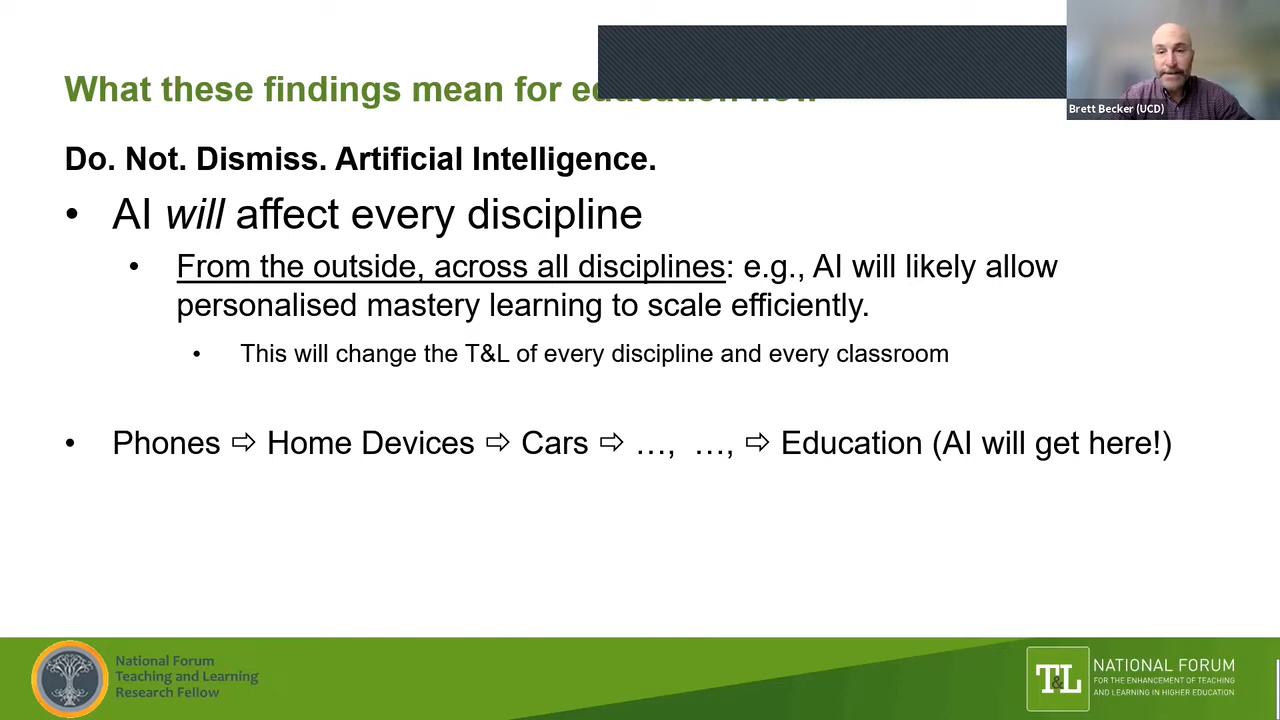 What these findings mean for
Brett Becker (UCD)
Do. Not. Dismiss. Artificial Intelligence.
• AI will affect every discipline
• From the outside, across all disciplines: e.g., AI will likely allow
personalised mastery learning to scale efficiently.
• This will change the T&L of every discipline and every classroom
• Phones ⇨ Home Devices ⇨ Cars ⇨ …, …, ⇨ Education (AI will get here!)
National Forum
Teaching and Learning
Research Fellow
T&L
NATIONAL FORUM
FOR THE ENHANCEMENT OF TEACHING
AND LEARNING IN HIGHER EDUCATION